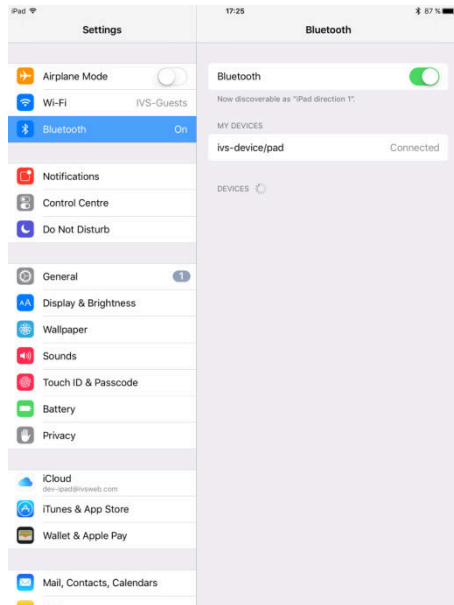 iPad
17:25
87 %
Settings
Bluetooth
Airplane Mode
Wi-Fi IVS-Guests
Bluetooth On
Notifications
Control Centre
Do Not Disturb
General 1
Display & Brightness
Wallpaper
Sounds
Touch ID & Passcode
Battery
Privacy
iCloud
dev-ipad@ivsweb.com
iTunes & App Store
Wallet & Apple Pay
Mail, Contacts, Calendars
Bluetooth
Now discoverable as "iPad direction 1".
MY DEVICES
ivs-device/pad Connected
DEVICES